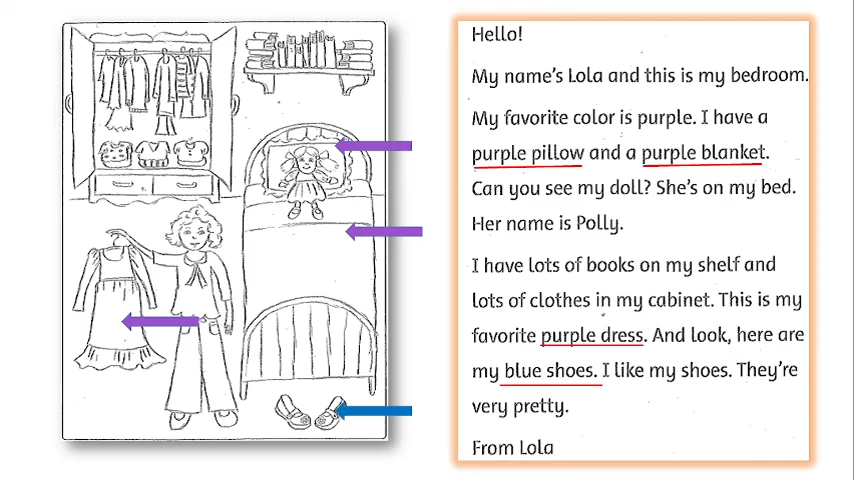 Hello!
My name's Lola and this is my bedroom.
My favorite color is purple. I have a
purple pillow and a purple blanket.
Can you see my doll? She's on my bed.
Her name is Polly.
I have lots of books on my shelf and
lots of clothes in my cabinet. This is my
favorite purple dress. And look, here are
my blue shoes. I like my shoes. They're
very pretty.
From Lola